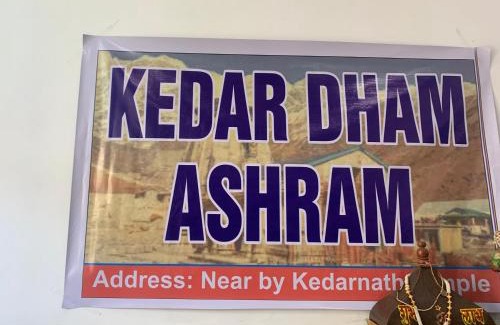 KEDAR DHAM
ASHRAM
Address: Near by Kedarnath
ॐ